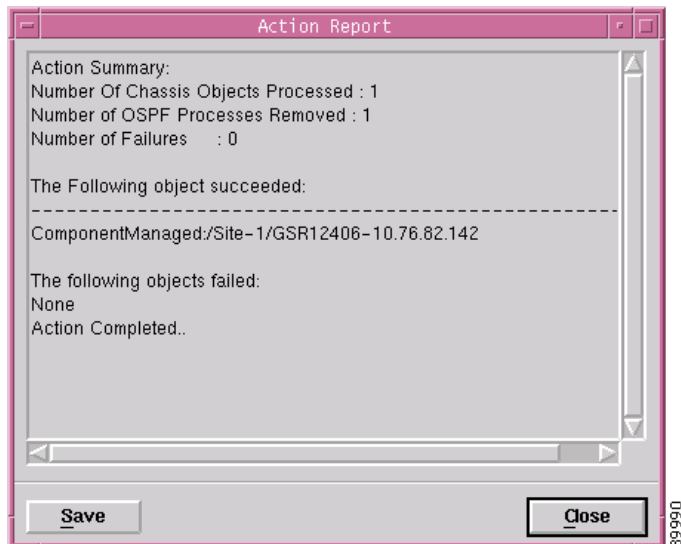 Action Report
Action Summary:
Number Of Chassis Objects Processed : 1
Number of OSPF Processes Removed : 1
Number of Failures : 0
The Following object succeeded:
----------------------------------------------------------------
ComponentManaged:/Site-1/GSR12406-10.76.82.142
The following objects failed:
None
Action Completed..
Save
Close
89990